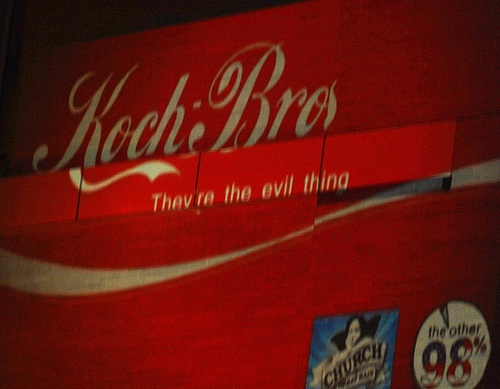 Koch-Bros
They're the evil thing
CHURCH
the other
98%